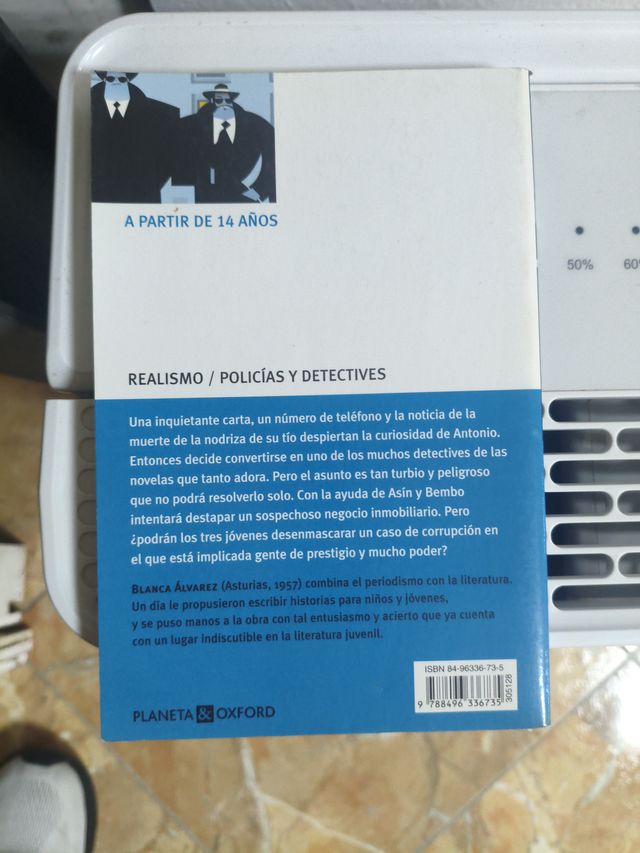 A PARTIR DE 14 AÑOS
50%
REALISMO / POLICÍAS Y DETECTIVES
Una inquietante carta, un número de teléfono y la noticia de la
muerte de la nodriza de su tío despiertan la curiosidad de Antonio.
Entonces decide convertirse en uno de los muchos detectives de las
novelas que tanto adora. Pero el asunto es tan turbio y peligroso
que no podrá resolverlo solo. Con la ayuda de Asín y Bembo
intentará destapar un sospechoso negocio inmobiliario. Pero
¿podrán los tres jóvenes desenmascarar un caso de corrupción en
el que está implicada gente de prestigio y mucho poder?
BLANCA ÁLVAREZ (Asturias, 1957) combina el periodismo con la literatura.
Un día le propusieron escribir historias para niños y jóvenes,
y se puso manos a la obra con tal entusiasmo y acierto que ya cuenta
con un lugar indiscutible en la literatura juvenil.
ISBN 84-96336-73-5
9 788496 336735
305128
PLANETA & OXFORD